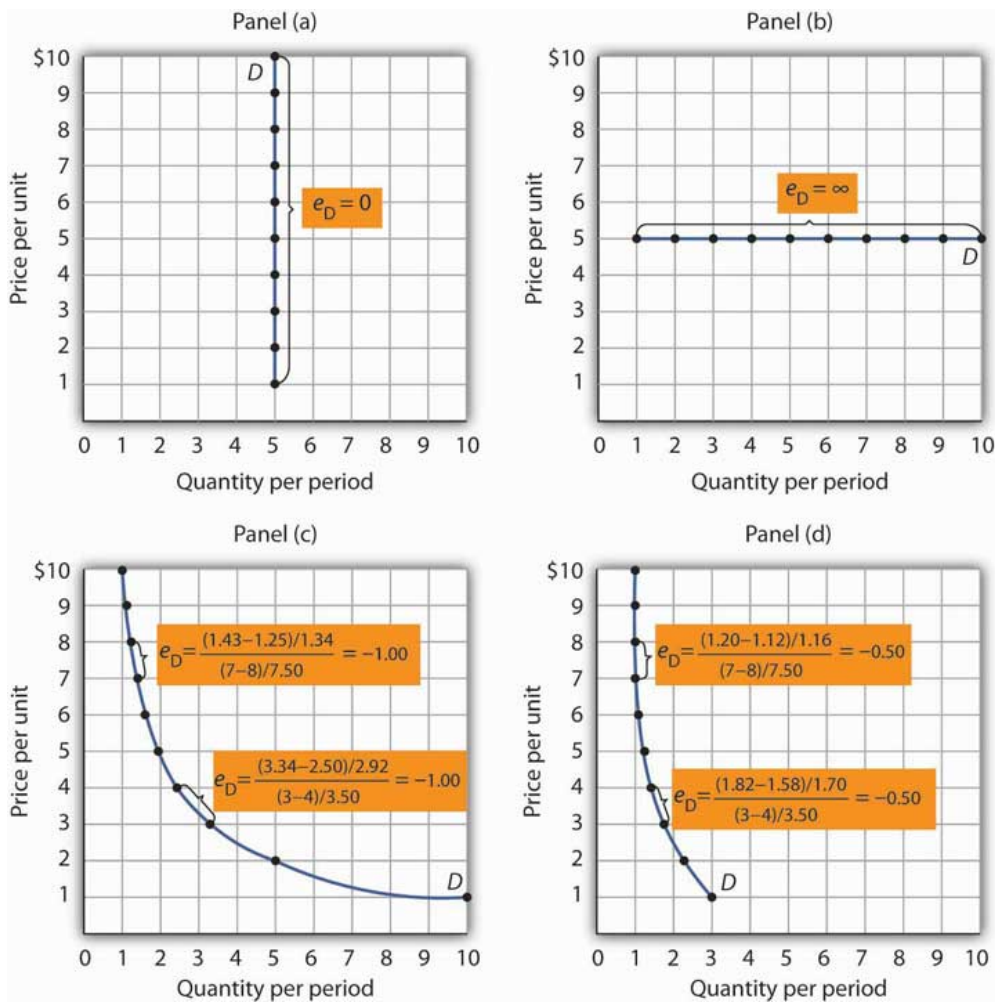 Panel (a)
$10
9
8
7
6
5
4
3
2
1
0 1 2 3 4 5 6 7 8 9 10
Price per unit
Quantity per period
D
e_D = 0
Panel (b)
$10
9
8
7
6
5
4
3
2
1
0 1 2 3 4 5 6 7 8 9 10
Price per unit
Quantity per period
e_D = ∞
D
Panel (c)
$10
9
8
7
6
5
4
3
2
1
0 1 2 3 4 5 6 7 8 9 10
Price per unit
Quantity per period
e_D= (1.43–1.25)/1.34 / (7–8)/7.50 = –1.00
e_D= (3.34–2.50)/2.92 / (3–4)/3.50 = –1.00
D
Panel (d)
$10
9
8
7
6
5
4
3
2
1
0 1 2 3 4 5 6 7 8 9 10
Price per unit
Quantity per period
e_D= (1.20–1.12)/1.16 / (7–8)/7.50 = –0.50
e_D= (1.82–1.58)/1.70 / (3–4)/3.50 = –0.50
D